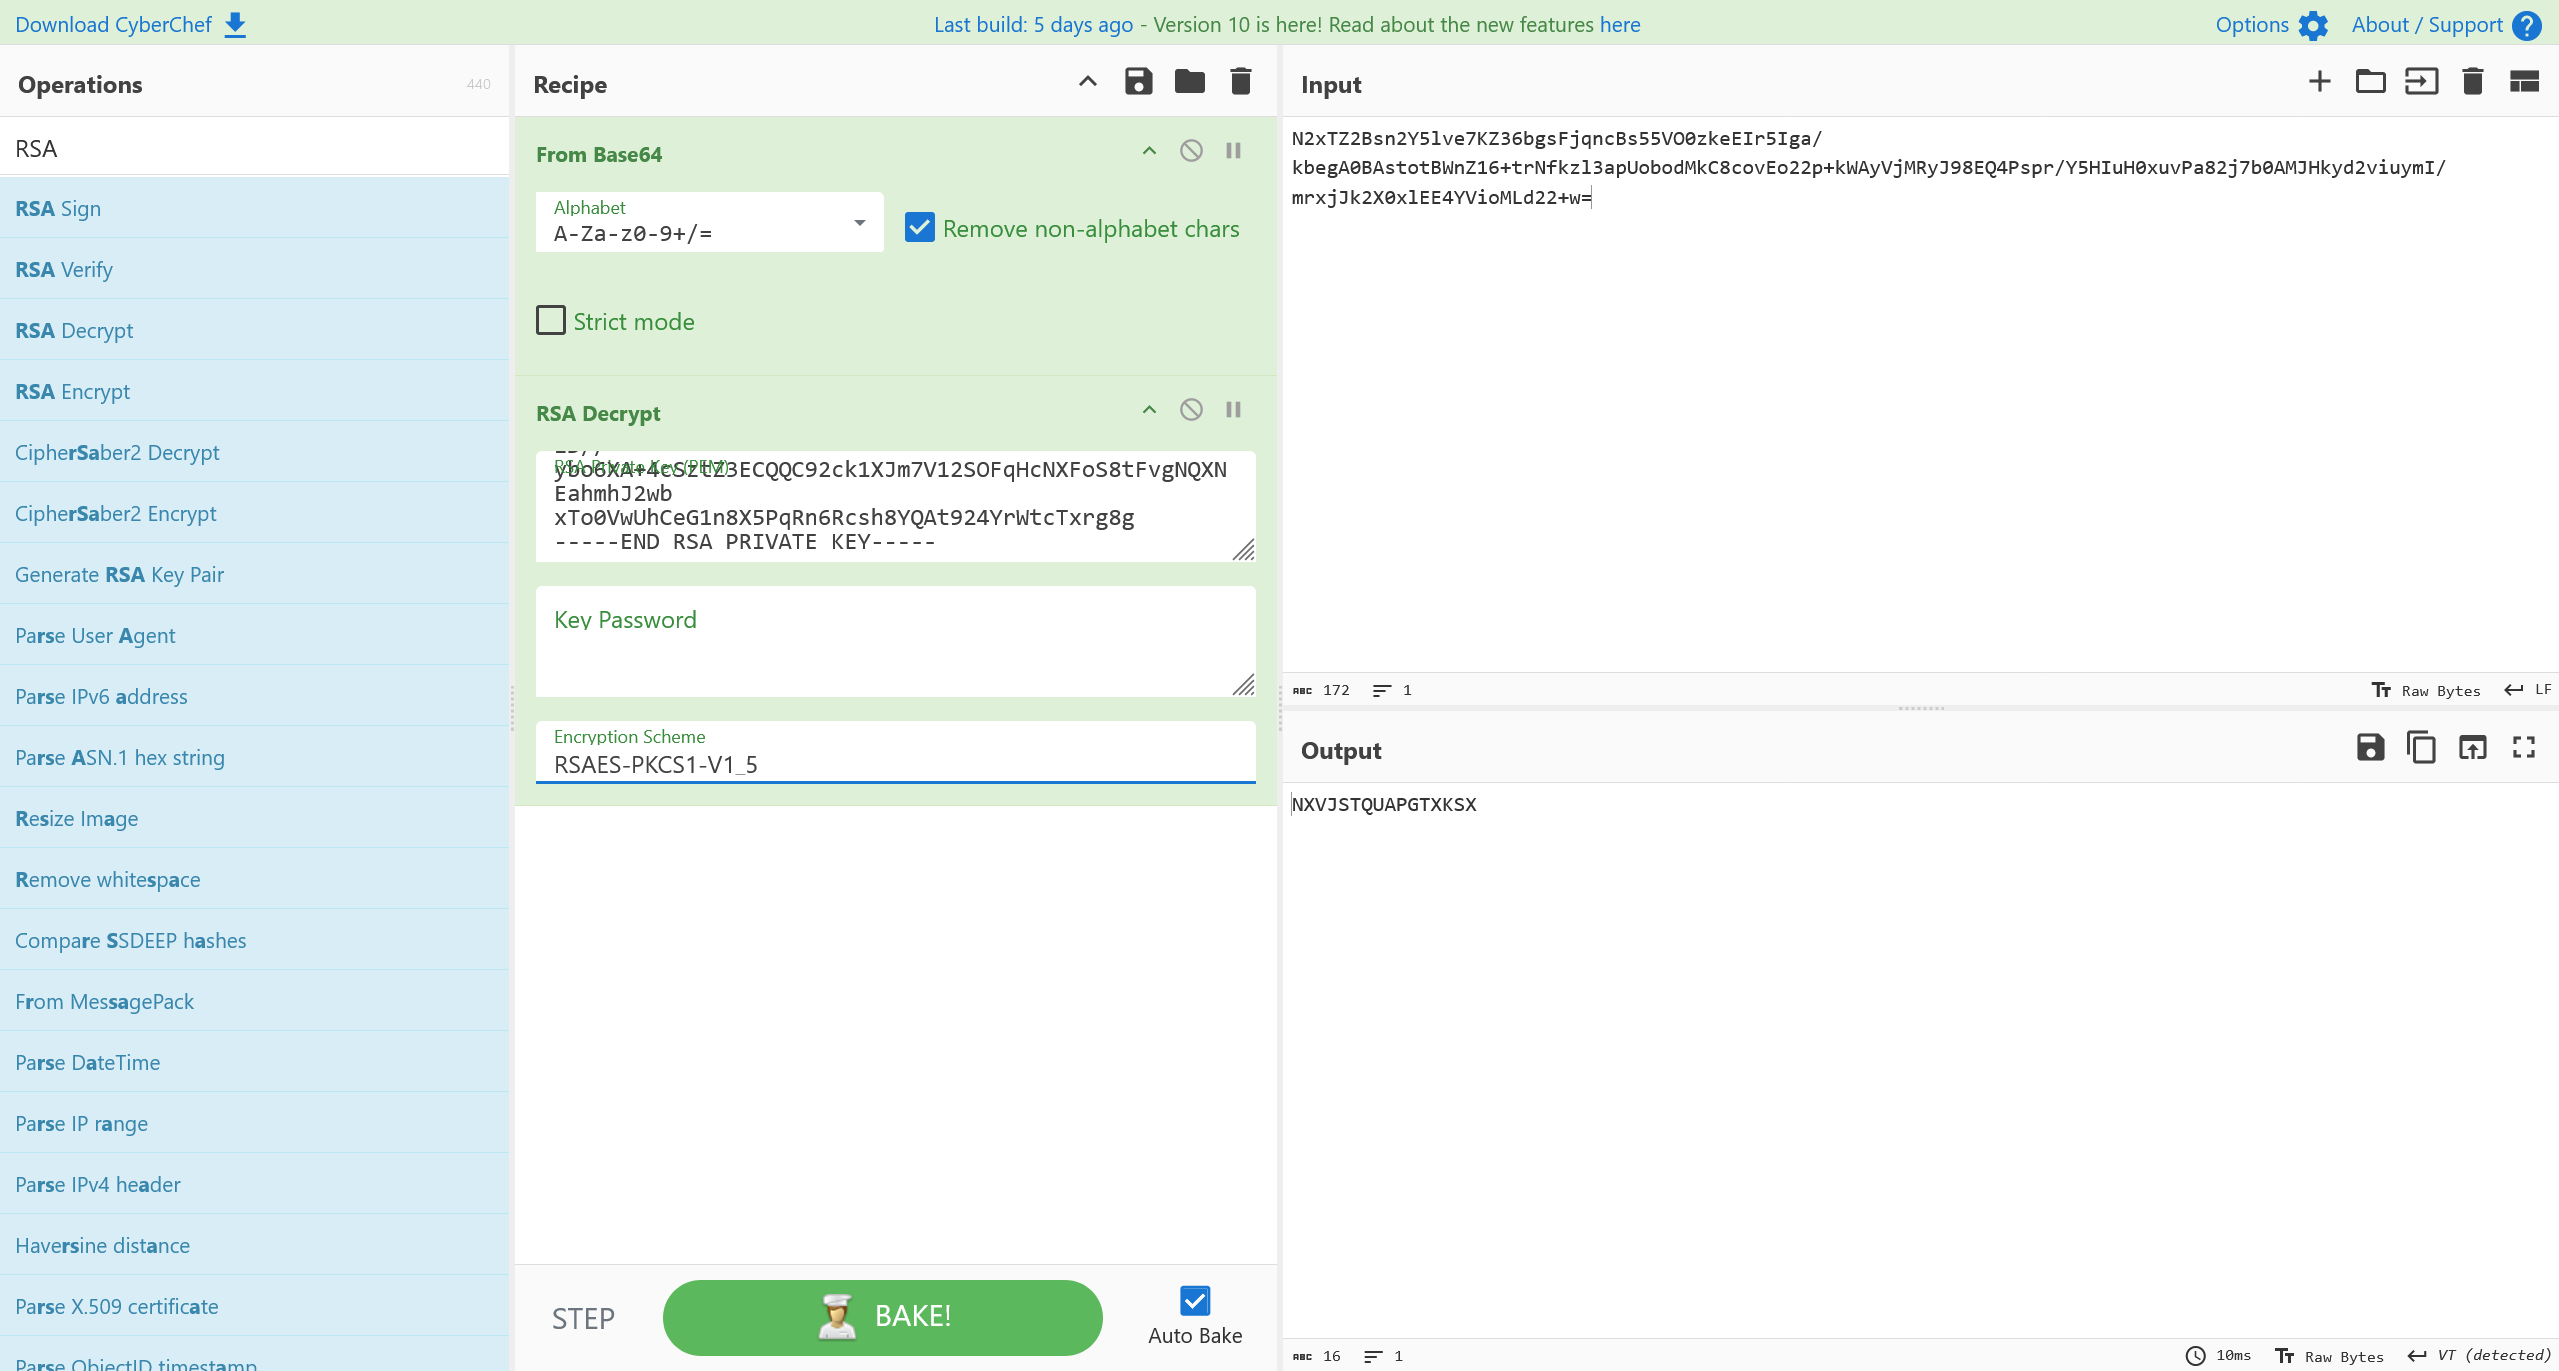 Download CyberChef
Last build: 5 days ago - Version 10 is here! Read about the new features here
Options
About / Support
Operations
440
RSA
RSA Sign
RSA Verify
RSA Decrypt
RSA Encrypt
CipherSaber2 Decrypt
CipherSaber2 Encrypt
Generate RSA Key Pair
Parse User Agent
Parse IPv6 address
Parse ASN.1 hex string
Resize Image
Remove whitespace
Compare SSDEEP hashes
From MessagePack
Parse DateTime
Parse IP range
Parse IPv4 header
Haversine distance
Parse X.509 certificate
Parse ObjectID timestamp
Recipe
From Base64
Alphabet
A-Za-z0-9+/=
Remove non-alphabet chars
Strict mode
RSA Decrypt
RSA Private Key (PEM)
EahmhJ2wb
xTo0VwUhCeG1n8X5PqRn6Rcsh8YQAt924YrWtcTxrg8g
-----END RSA PRIVATE KEY-----
Key Password
Encryption Scheme
RSAES-PKCS1-V1_5
STEP
BAKE!
Auto Bake
Input
N2xTZ2Bsn2Y5lve7KZ36bgsFjqncBs55VO0zkeEIr5Iga/
kbegA0BAstotBWnZ16+trNfkzl3apUobodMkC8covEo22p+kWAyVjMRyJ98EQ4Pspr/Y5HIuH0xuvPa82j7b0AMJHkyd2viuymI/
mrxjJk2X0xlEE4YVioMLd22+w=
ABC 172 1
Raw Bytes LF
Output
NXVJSTQUAPGTXKSX
ABC 16 1
10ms Raw Bytes VT (detected)